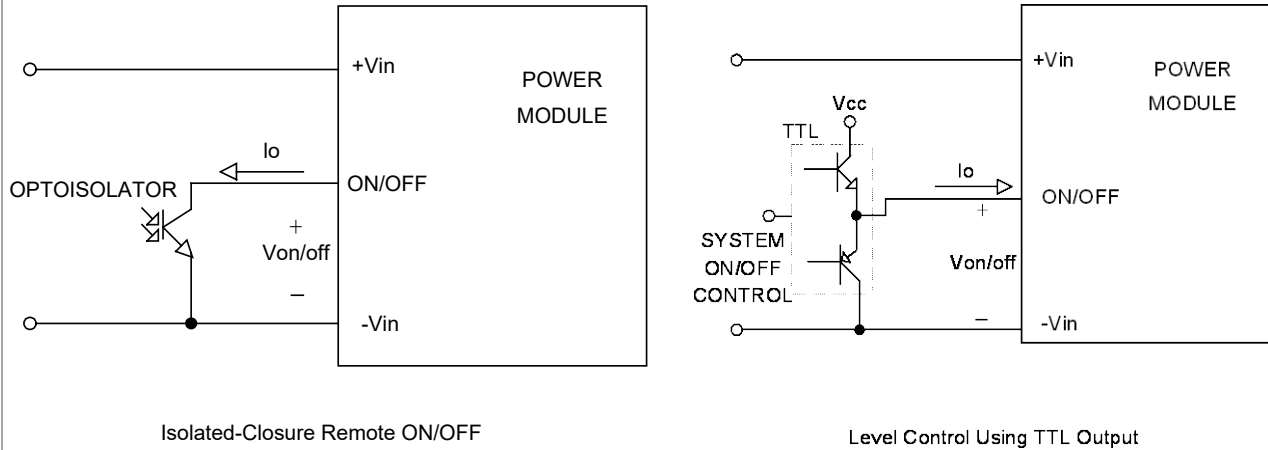 +Vin
POWER
MODULE
Io
OPTOISOLATOR
ON/OFF
+
Von/off
−
-Vin
Isolated-Closure Remote ON/OFF
+Vin
POWER
MODULE
Vcc
TTL
Io
ON/OFF
+
SYSTEM
ON/OFF
CONTROL
Von/off
−
-Vin
Level Control Using TTL Output